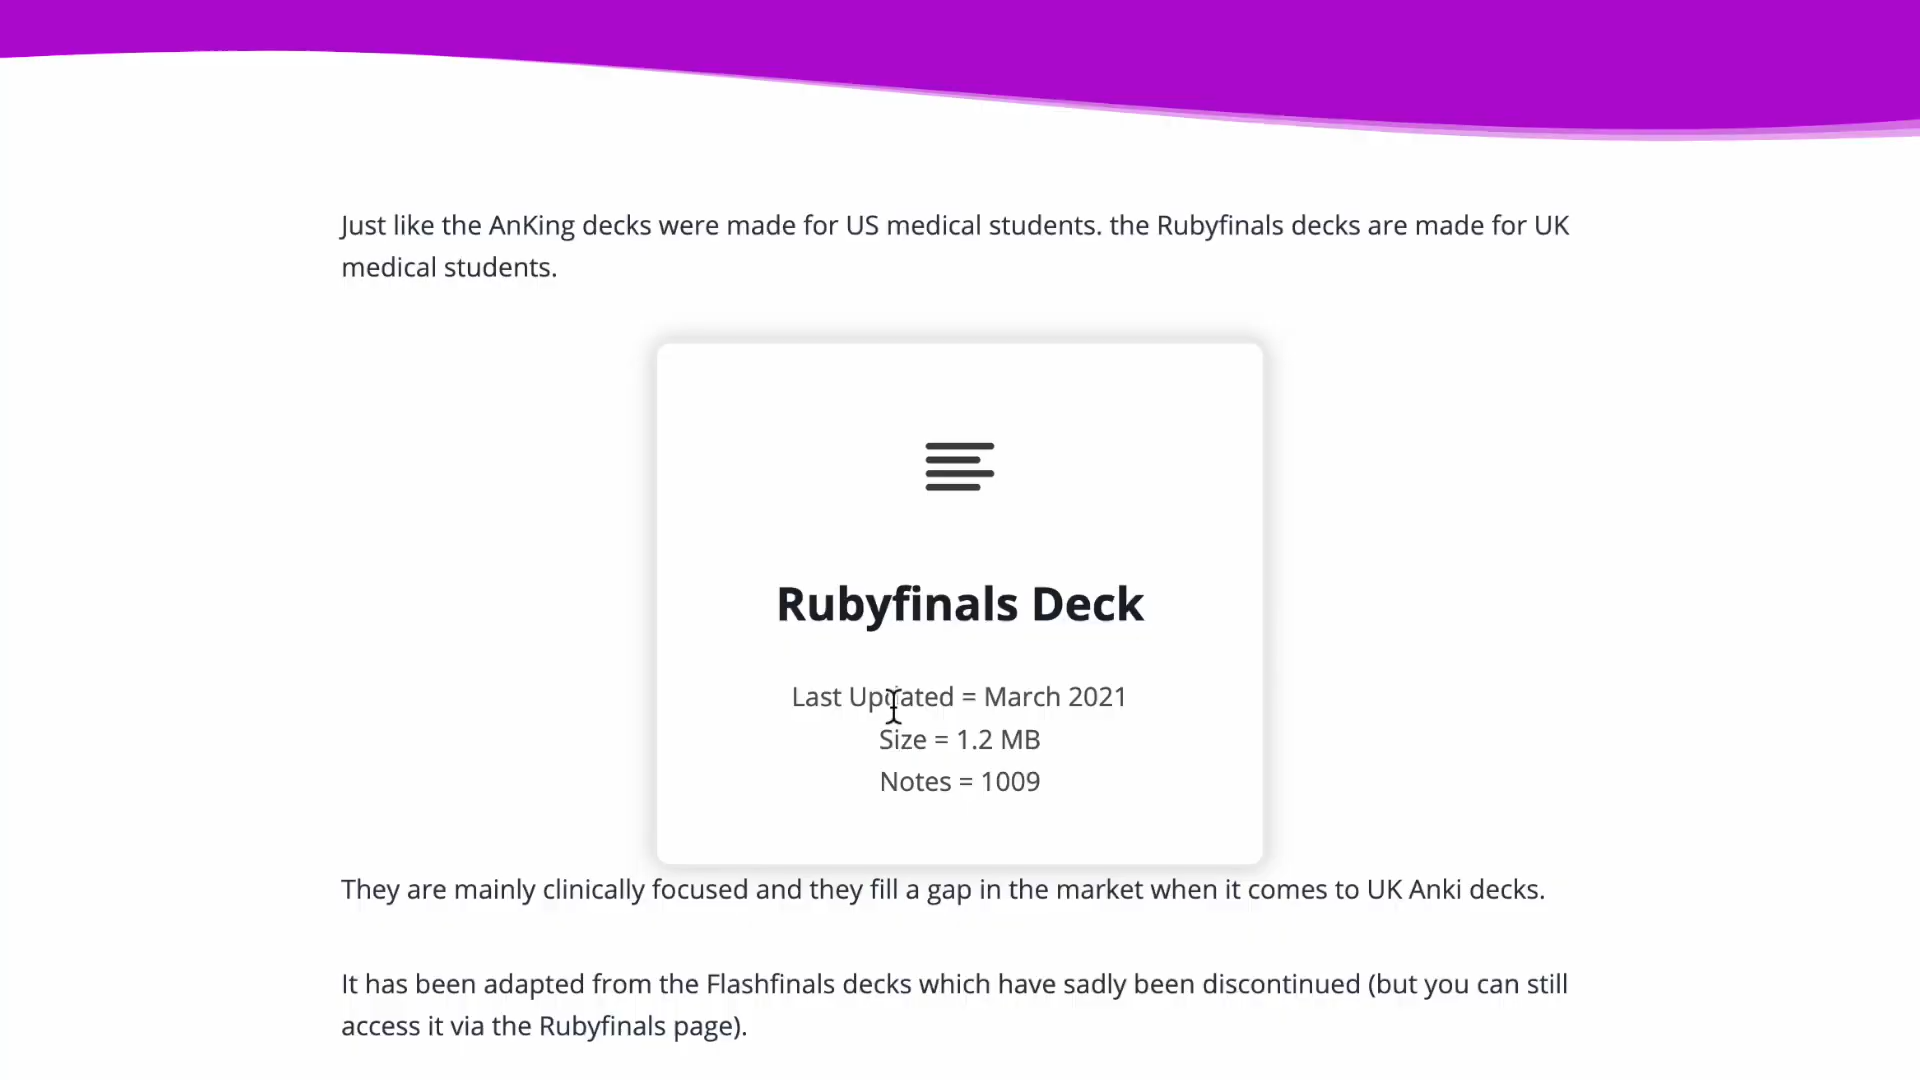 Just like the AnKing decks were made for US medical students. the Rubyfinals decks are made for UK
medical students.
Rubyfinals Deck
Last Updated = March 2021
Size = 1.2 MB
Notes = 1009
They are mainly clinically focused and they fill a gap in the market when it comes to UK Anki decks.
It has been adapted from the Flashfinals decks which have sadly been discontinued (but you can still
access it via the Rubyfinals page).